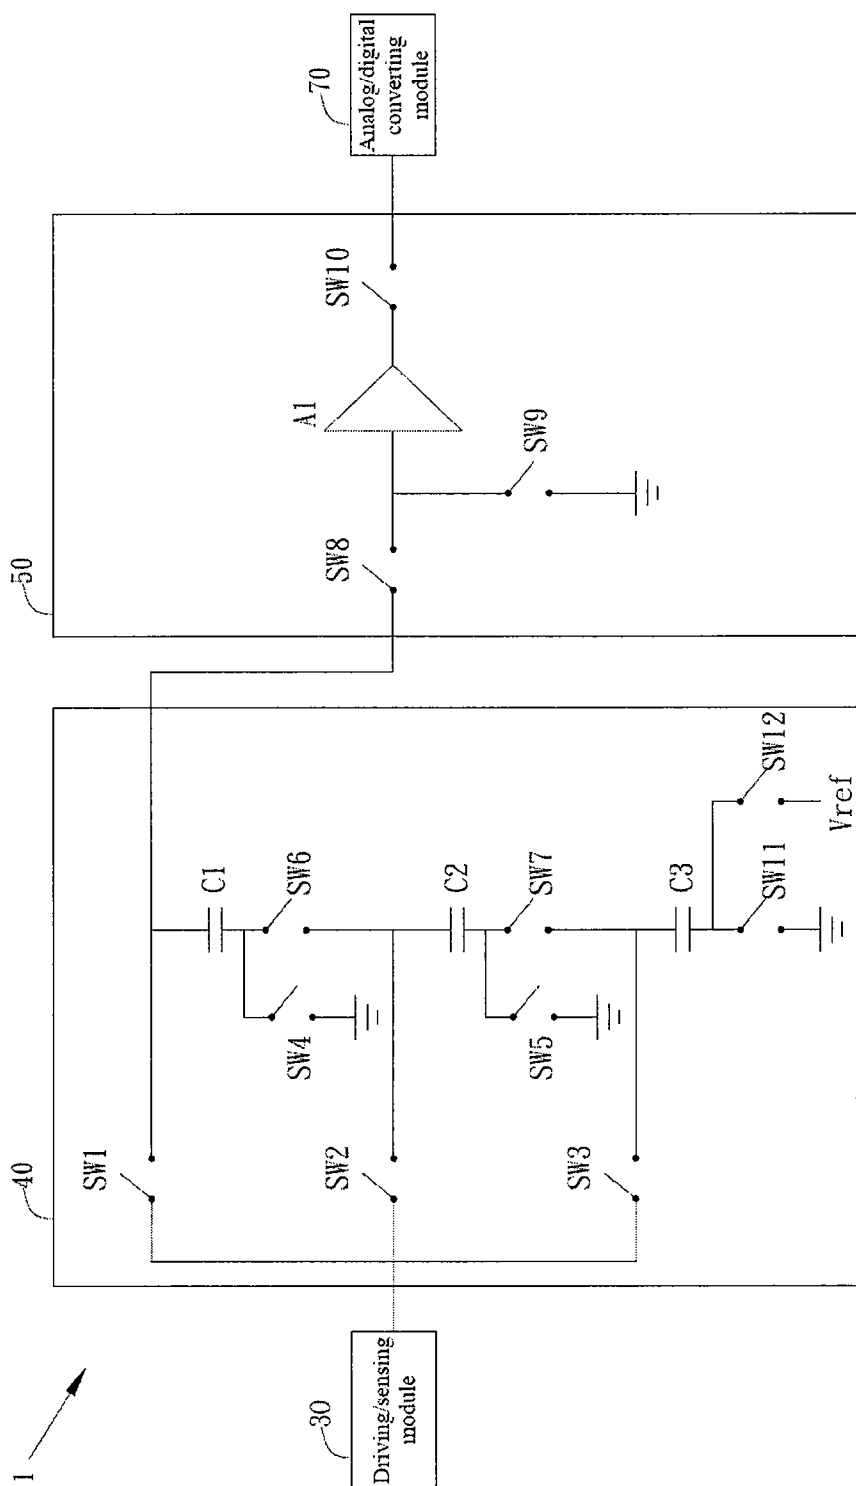 1
30
Driving/sensing
module
40
SW1
SW2
SW3
SW4
SW5
C1
SW6
C2
SW7
C3
SW11
SW12
Vref
50
SW8
SW9
A1
SW10
70
Analog/digital
converting
module